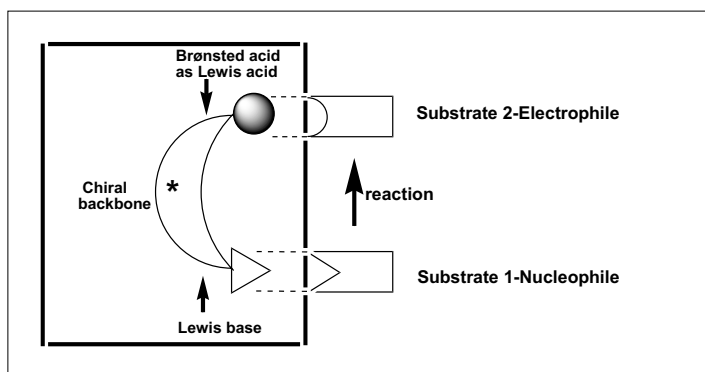 Brønsted acid
as Lewis acid
Substrate 2-Electrophile
Chiral
backbone
*
reaction
Substrate 1-Nucleophile
Lewis base